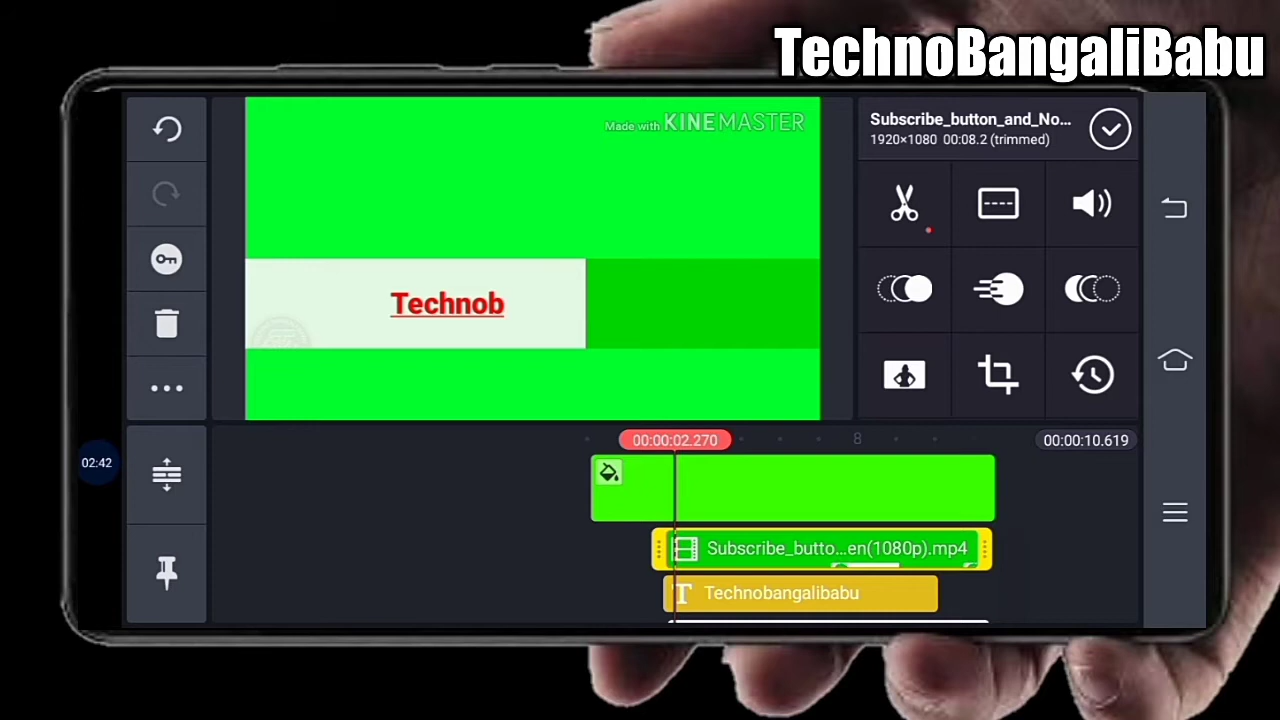 TechnoBangaliBabu
Made with KINEMASTER
Subscribe_button_and_No...
1920×1080 00:08.2 (trimmed)
Technob
02:42
00:00:02.270
8
00:00:10.619
Subscribe_butto...en(1080p).mp4
T Technobangalibabu